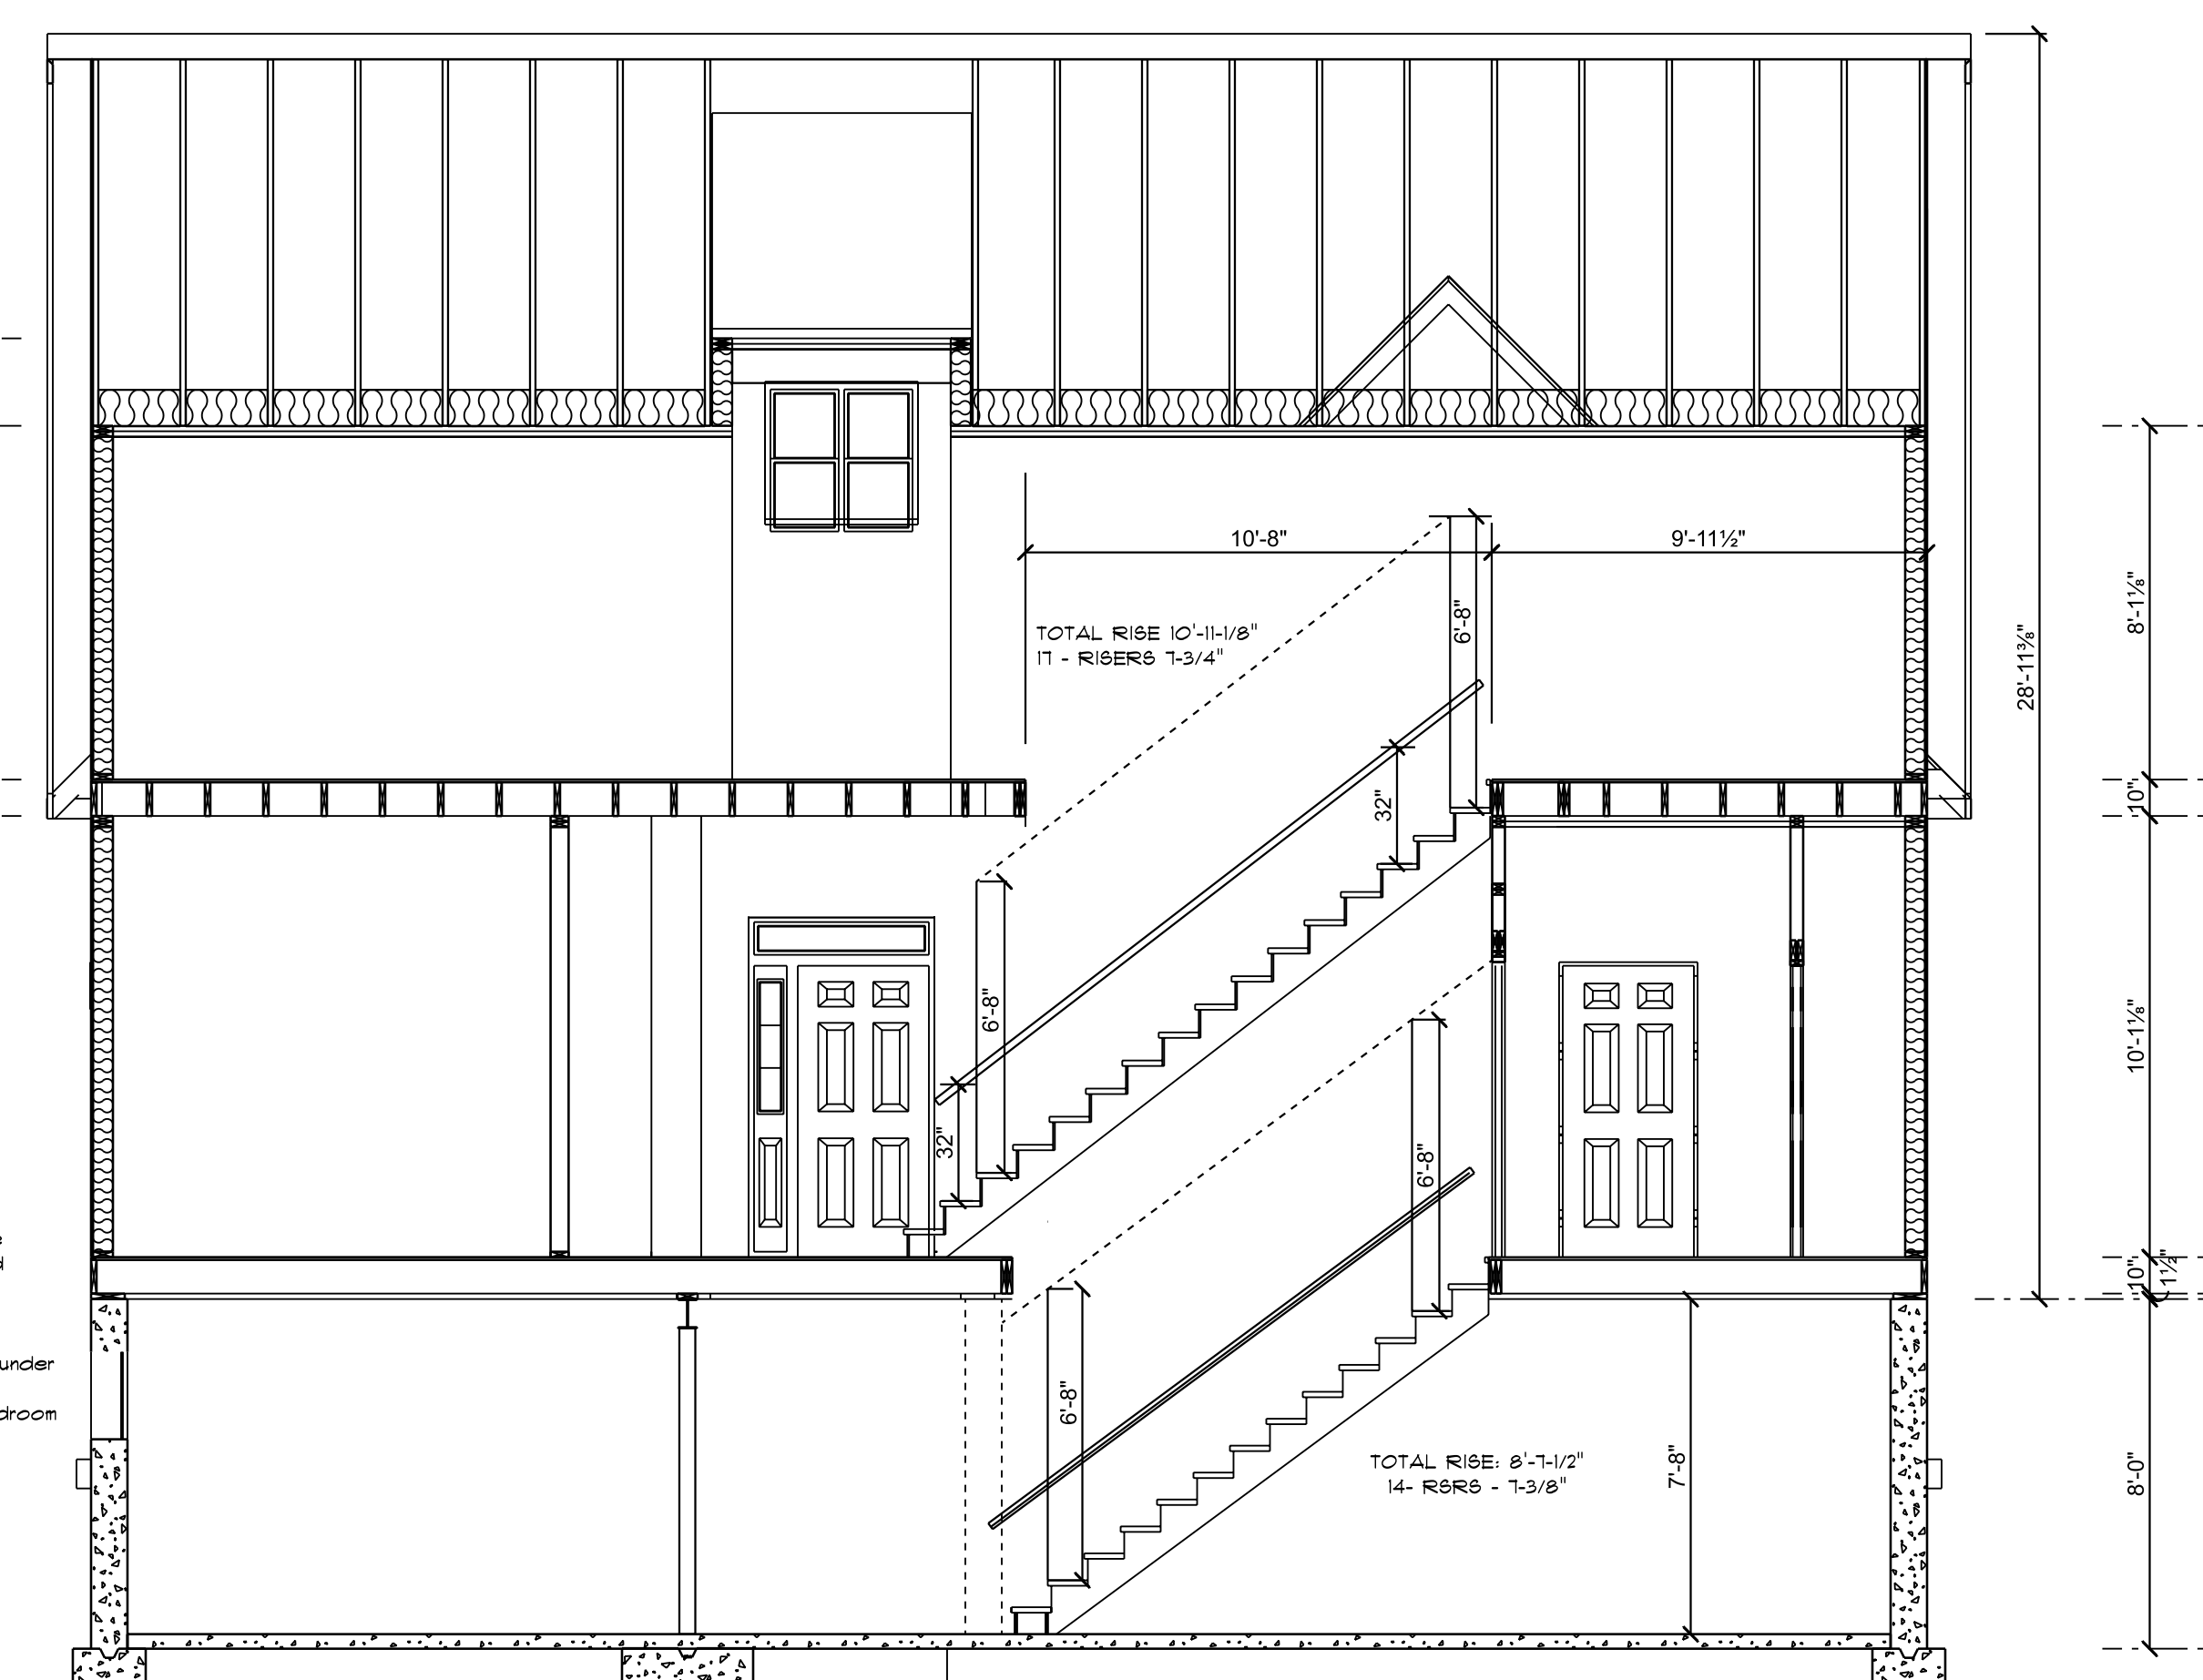 10'-8"
9'-11½"
TOTAL RISE 10'-11-1/8"
17 - RISERS 7-3/4"
6'-8"
8'-1⅛"
28'-11⅜"
32"
10"
6'-8"
32"
10'-1⅛"
6'-8"
10"
1½"
under
droom
6'-8"
TOTAL RISE: 8'-7-1/2"
14- RSRS - 7-3/8"
7'-8"
8'-0"